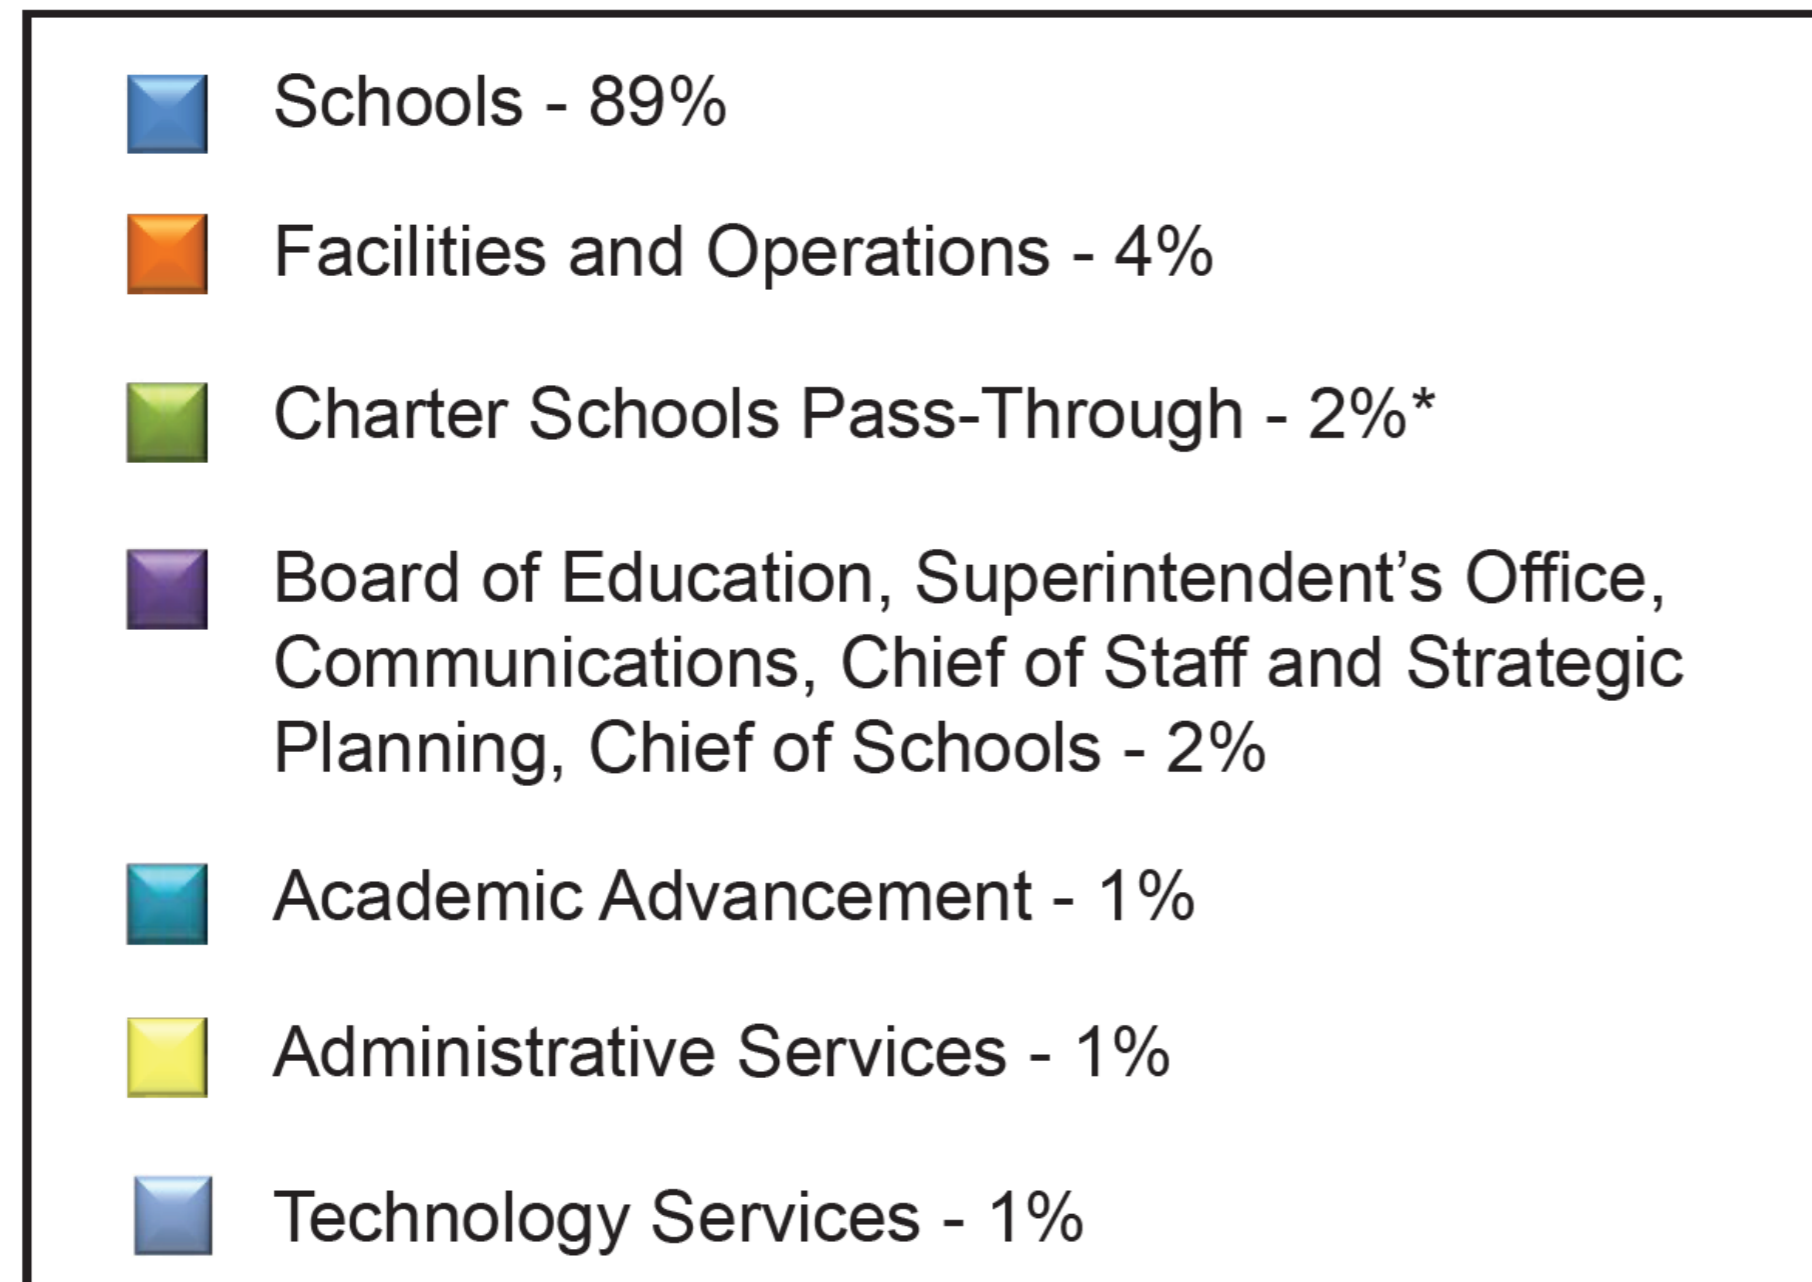 Schools - 89%
Facilities and Operations - 4%
Charter Schools Pass-Through - 2%*
Board of Education, Superintendent’s Office,
Communications, Chief of Staff and Strategic
Planning, Chief of Schools - 2%
Academic Advancement - 1%
Administrative Services - 1%
Technology Services - 1%